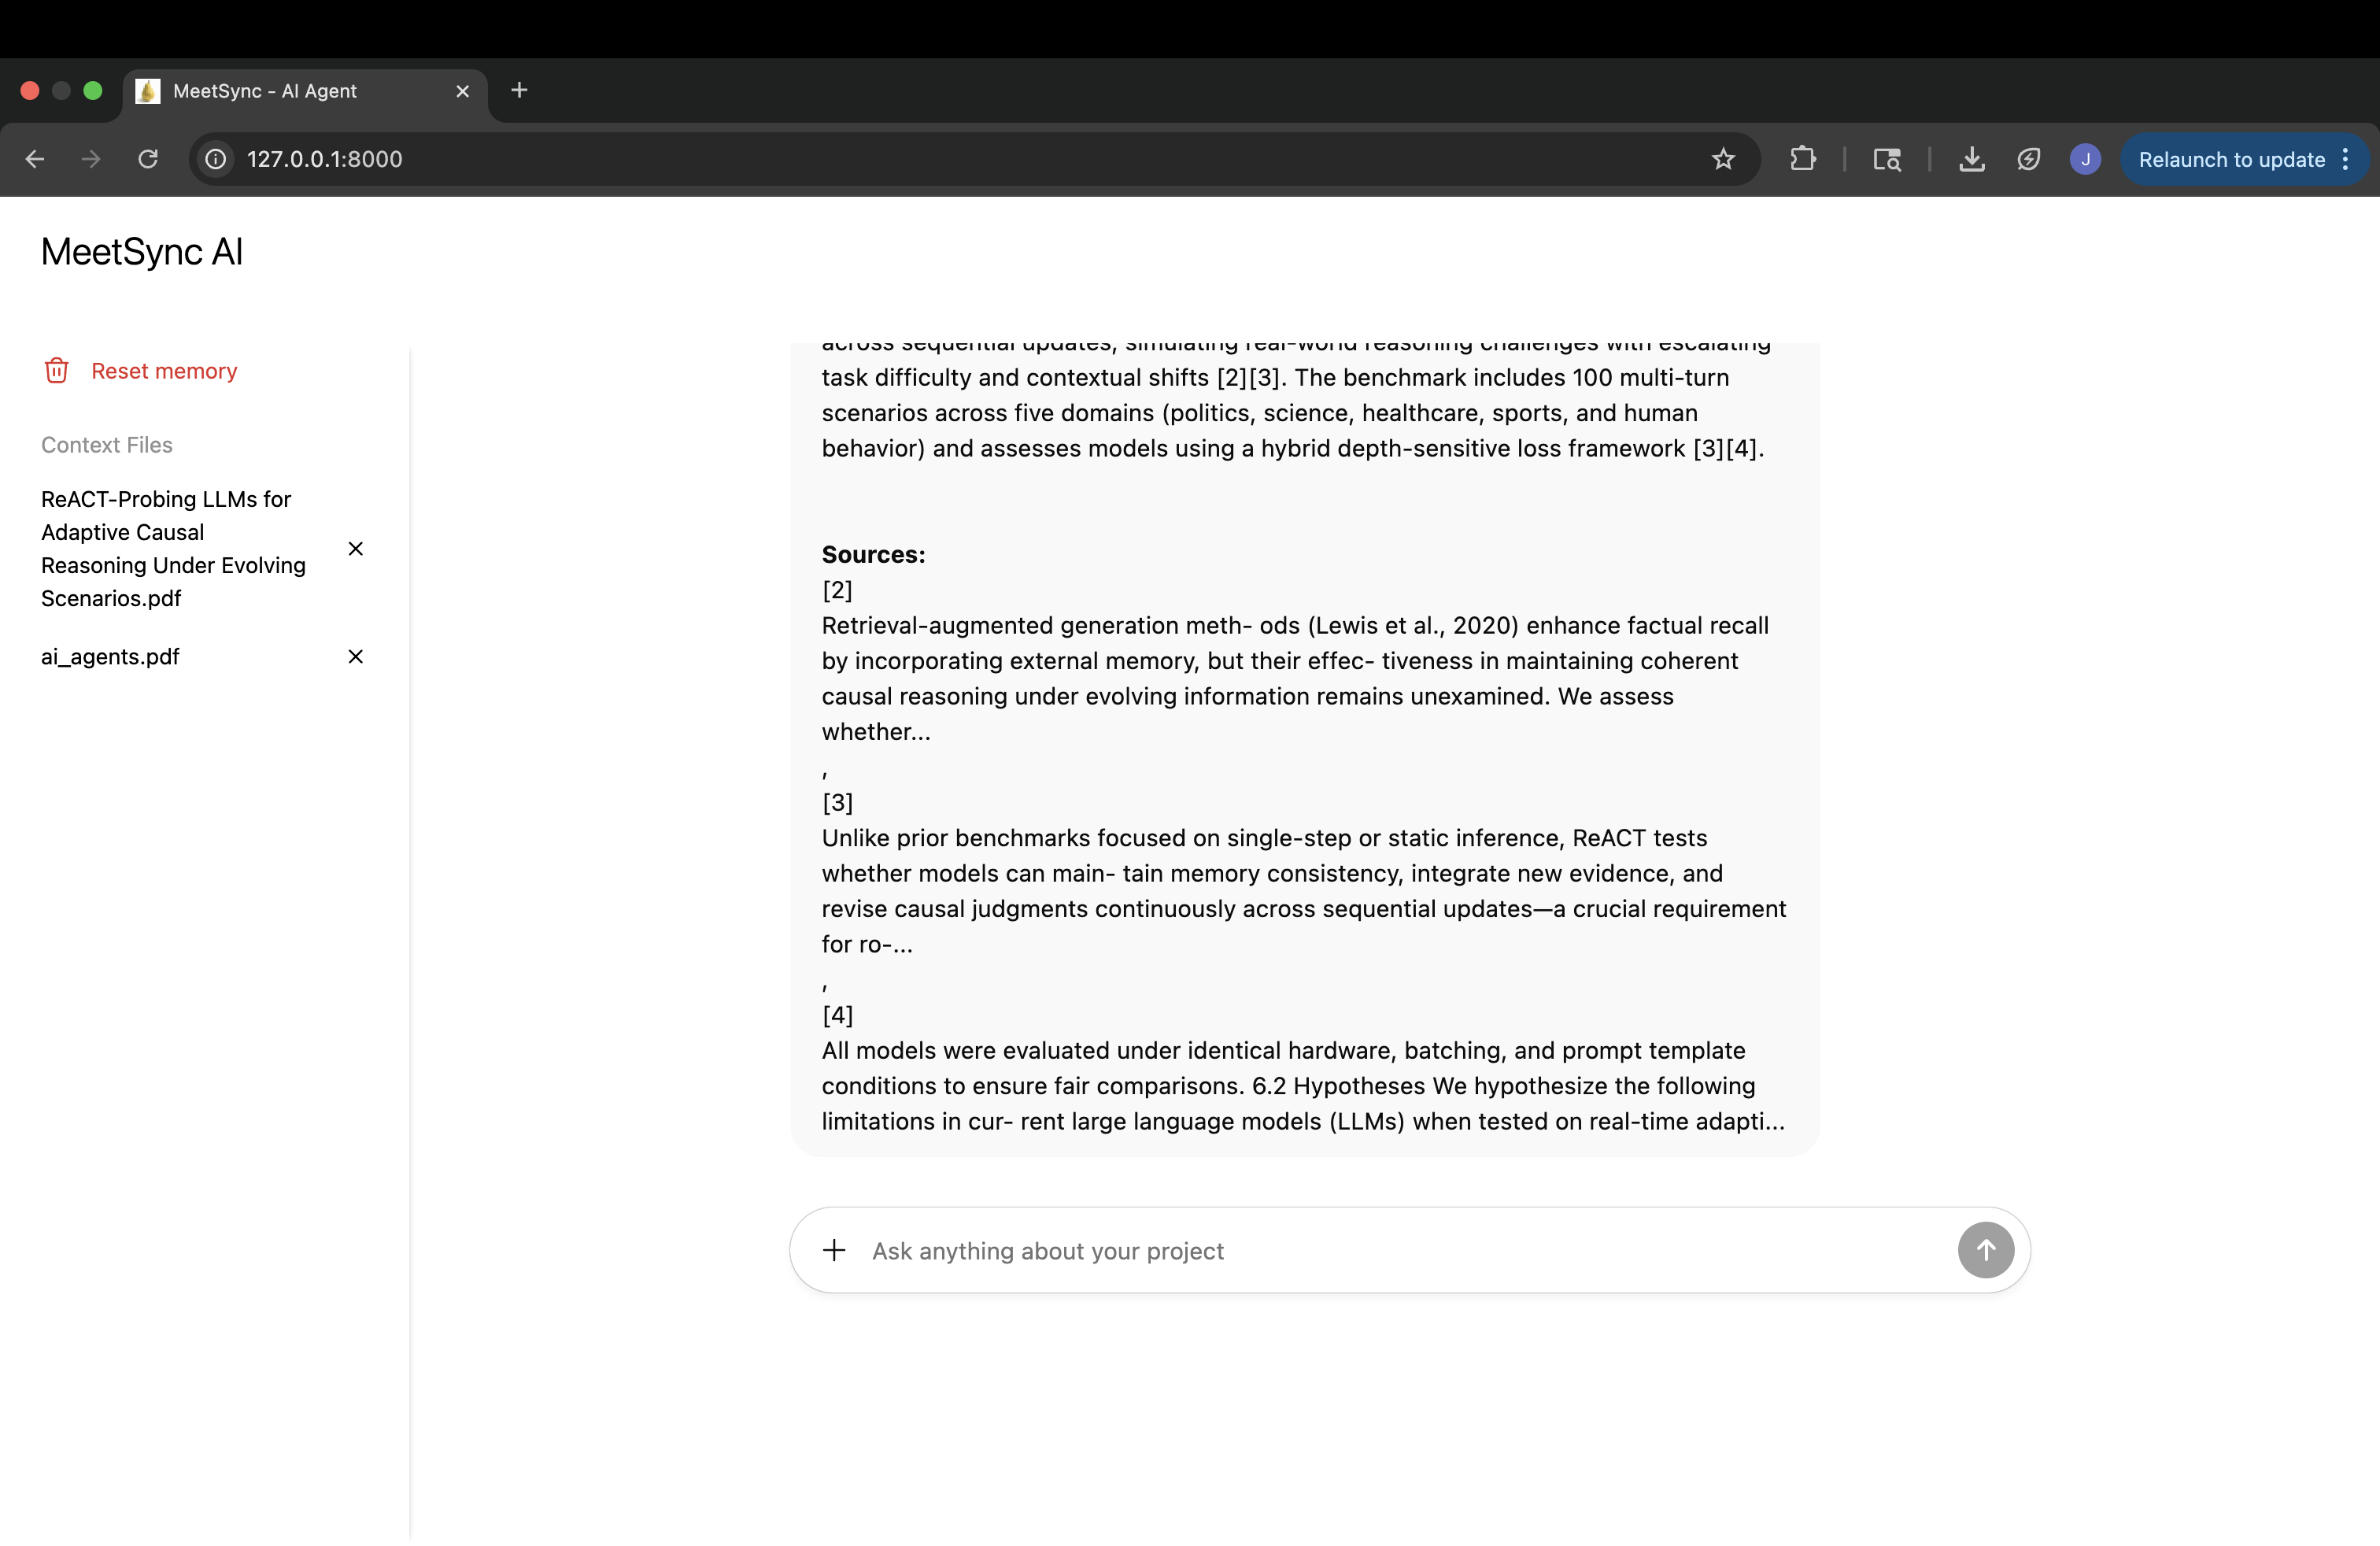 MeetSync - AI Agent
127.0.0.1:8000
J
Relaunch to update
MeetSync AI
Reset memory
Context Files
ReACT-Probing LLMs for
Adaptive Causal
Reasoning Under Evolving
Scenarios.pdf
ai_agents.pdf
across sequential updates, simulating real-world reasoning challenges with escalating
task difficulty and contextual shifts [2][3]. The benchmark includes 100 multi-turn
scenarios across five domains (politics, science, healthcare, sports, and human
behavior) and assesses models using a hybrid depth-sensitive loss framework [3][4].
Sources:
[2]
Retrieval-augmented generation meth- ods (Lewis et al., 2020) enhance factual recall
by incorporating external memory, but their effec- tiveness in maintaining coherent
causal reasoning under evolving information remains unexamined. We assess
whether...
,
[3]
Unlike prior benchmarks focused on single-step or static inference, ReACT tests
whether models can main- tain memory consistency, integrate new evidence, and
revise causal judgments continuously across sequential updates—a crucial requirement
for ro-...
,
[4]
All models were evaluated under identical hardware, batching, and prompt template
conditions to ensure fair comparisons. 6.2 Hypotheses We hypothesize the following
limitations in cur- rent large language models (LLMs) when tested on real-time adapti...
Ask anything about your project